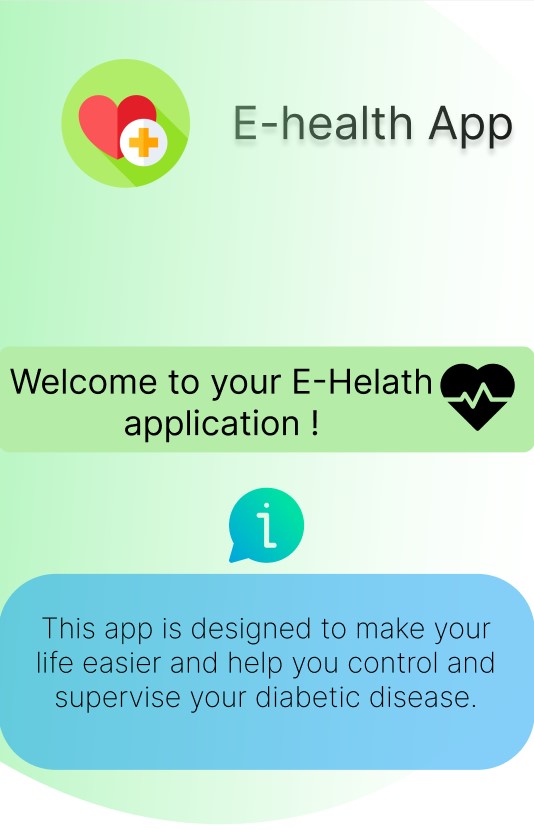 E-health App
Welcome to your E-Helath
application !
i
This app is designed to make your
life easier and help you control and
supervise your diabetic disease.